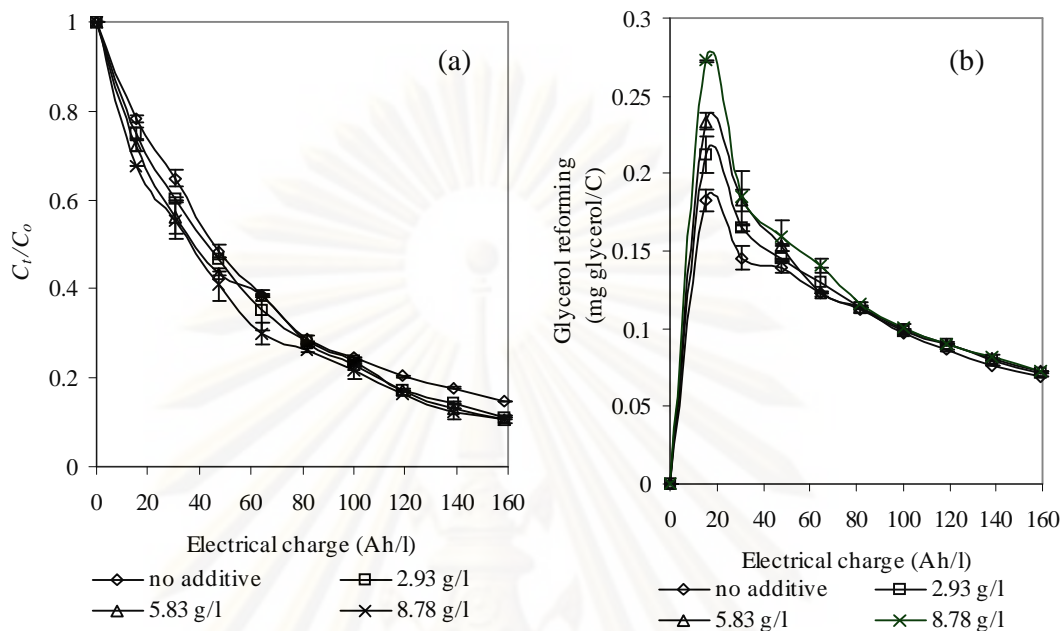 (a)
C_t/C_o
1
0.8
0.6
0.4
0.2
0
0 20 40 60 80 100 120 140 160
Electrical charge (Ah/l)
no additive 2.93 g/l
5.83 g/l 8.78 g/l
(b)
Glycerol reforming
(mg glycerol/C)
0.3
0.25
0.2
0.15
0.1
0.05
0
0 20 40 60 80 100 120 140 160
Electrical charge (Ah/l)
no additive 2.93 g/l
5.83 g/l 8.78 g/l